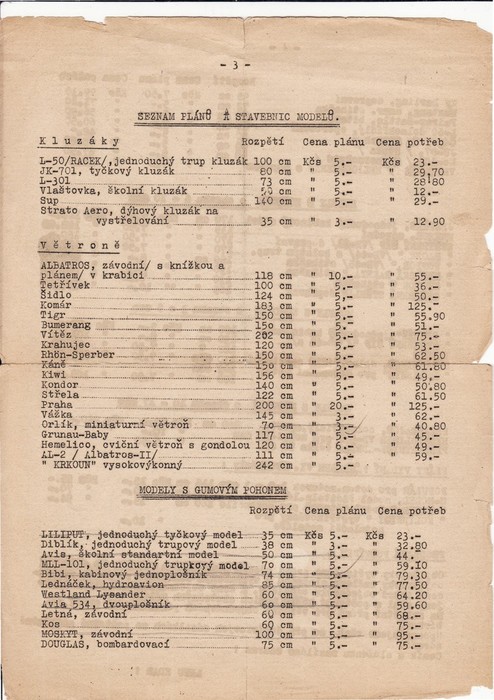 - 3 -
SEZNAM PLÁNŮ A STAVEBNIC MODELŮ.
Kluzáky Rozpětí Cena plánu Cena potřeb
L-50/RACEK/, jednoduchý trup kluzák 100 cm Kčs 5.- Kčs 23.-
JK-701, tyčkový kluzák 80 cm " 5.- " 29,70
L-301 73 cm " 5.- " 28.80
Vlaštovka, školní kluzák cm " 5.- " 12.-
Sup 140 cm " 5.- " 29.-
Strato Aero, dýhový kluzák na
vystřelování 35 cm " 3.- " 12.90
Větroně
ALBATROS, závodní/ s knížkou a
plánem/ v krabici 118 cm " 10.- " 55.-
Tetřívek 100 cm " 5.- " 36.-
Šídlo 124 cm " 5.- " 50.-
Komár 183 cm " 5.- " 125.-
Tigr 150 cm " 5.- " 55.90
Bumerang 15o cm " 5.- " 51.-
Vítěz 202 cm " 5.- " 75.-
Krahujec 120 cm " 5.- " 53.-
Rhön-Sperber 150 cm " 5.- " 62.50
Káně 15o cm " 5.- " 61.80
Kiwi 156 cm " 5.- " 49.-
Kondor 140 cm " 5.- " 50.80
Střela 122 cm " 5.- " 61.50
Praha 200 cm " 20.- " 125.-
Vážka 145 cm " 3.- " 62.-
Orlík, miniaturní větroň 7o cm " 3.- " 40.80
Grunau-Baby 117 cm " 5.- " 45.-
Hemelico, cviční větroň s gondolou 120 cm " 6.- " 49.-
AL-2 / Albatros-II/ 111 cm " 5.- " 59.-
" KRKOUN" vysokovýkonný 242 cm " 5.-
MODELY S GUMOVÝM POHONEM
Rozpětí Cena plánu Cena potřeb
LILIPUT, jednoduchý tyčkový model 35 cm Kčs 5.- Kčs 23.-
Diblík, jednoduchý trupový model 38 cm " 3.- " 32.80
Avis, školní standartní model 50 cm " 5.- " 44.-
MLL-101, jednoduchý trupkový model 7o cm " 5.- " 59.10
Bibi, kabinový jednoplošník 74 cm " 5.- " 79.30
Ledňáček, hydroavion 85 cm " 5.- " 77.50
Westland Lysander 60 cm " 5.- " 64.20
Avia 534, dvouplošník 6o cm " 5.- " 59.60
Letná, závodní 60 cm " 5.- " 68.-
Kos 60 cm " 5.- " 75.-
MOSKYT, závodní 100 cm " 5.- " 95.-
DOUGLAS, bombardovací 75 cm " 5.- " 75.-